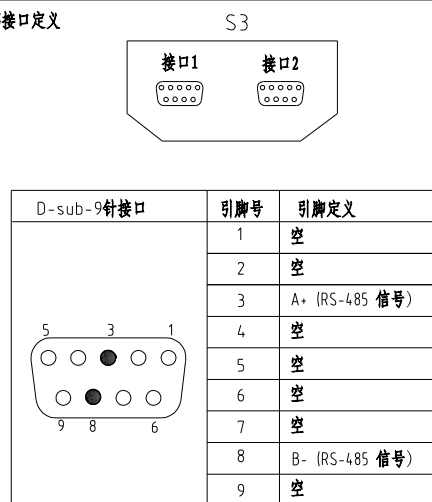 接口定义
S3
接口1 接口2
D-sub-9针接口 引脚号 引脚定义
1 空
2 空
3 A+ (RS-485 信号)
4 空
5 空
6 空
7 空
8 B- (RS-485 信号)
9 空
5 3 1
9 8 6